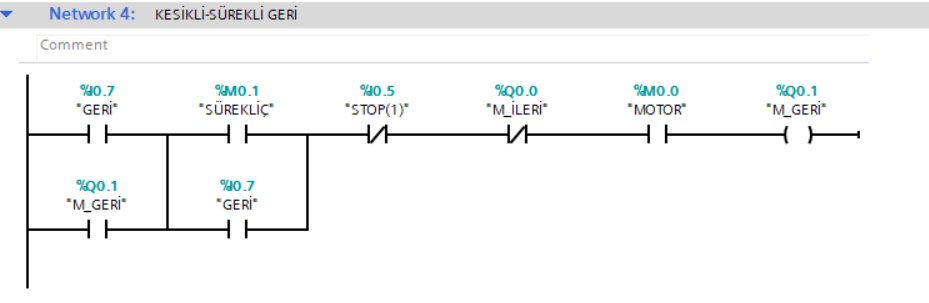 Network 4: KESİKLİ-SÜREKLİ GERİ
Comment
%I0.7 %M0.1 %I0.5 %Q0.0 %M0.0 %Q0.1
"GERİ" "SÜREKLİÇ" "STOP(1)" "M_İLERİ" "MOTOR" "M_GERİ"
%Q0.1 %I0.7
"M_GERİ" "GERİ"